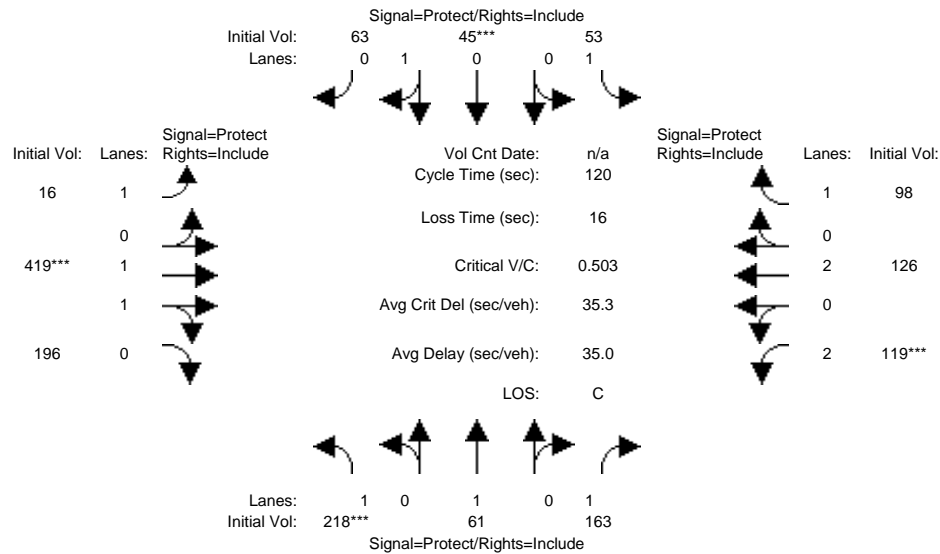 Signal=Protect/Rights=Include
Initial Vol: 63 45*** 53
Lanes: 0 1 0 0 1
Signal=Protect
Initial Vol: Lanes: Rights=Include
Vol Cnt Date: n/a
Signal=Protect
Rights=Include Lanes: Initial Vol:
Cycle Time (sec): 120
16 1
1 98
Loss Time (sec): 16
0
0
419*** 1
Critical V/C: 0.503
2 126
1
Avg Crit Del (sec/veh): 35.3
0
196 0
Avg Delay (sec/veh): 35.0
2 119***
LOS: C
Lanes: 1 0 1 0 1
Initial Vol: 218*** 61 163
Signal=Protect/Rights=Include